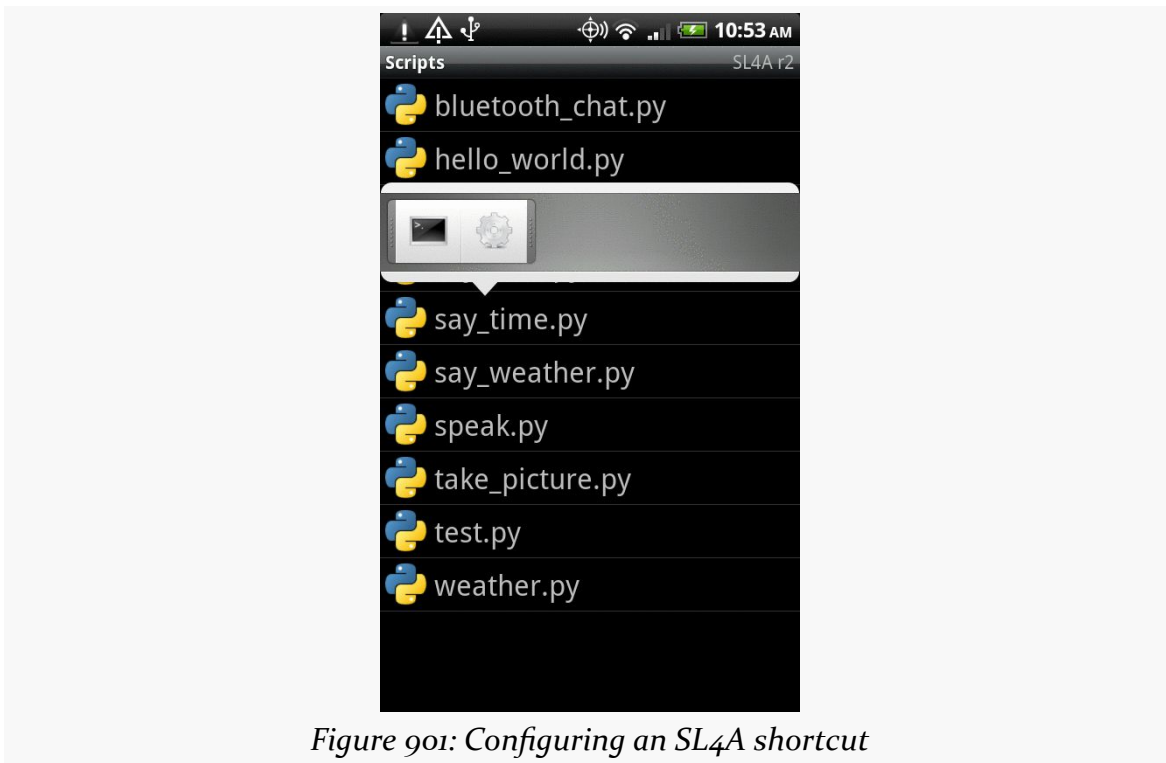 10:53 AM
Scripts SL4A r2
bluetooth_chat.py
hello_world.py
say_time.py
say_weather.py
speak.py
take_picture.py
test.py
weather.py
Figure 901: Configuring an SL4A shortcut